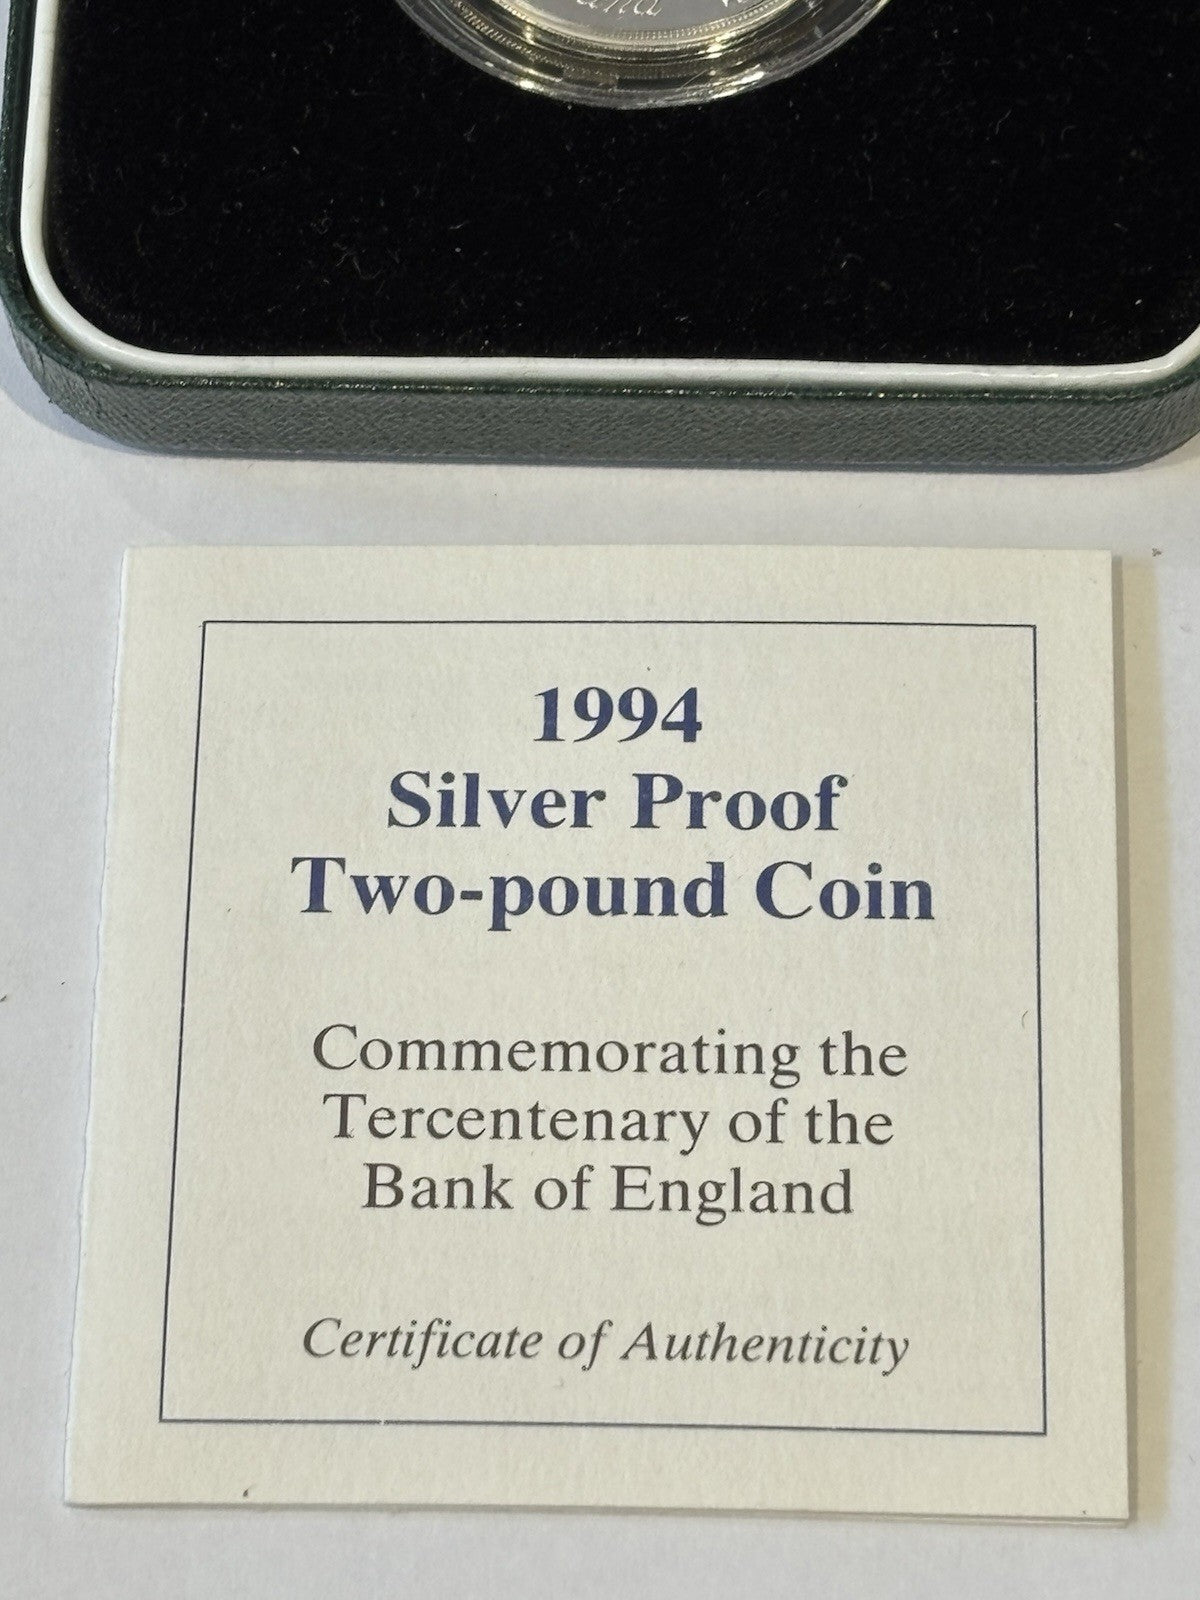 1994
Silver Proof
Two-pound Coin
Commemorating the
Tercentenary of the
Bank of England
Certificate of Authenticity